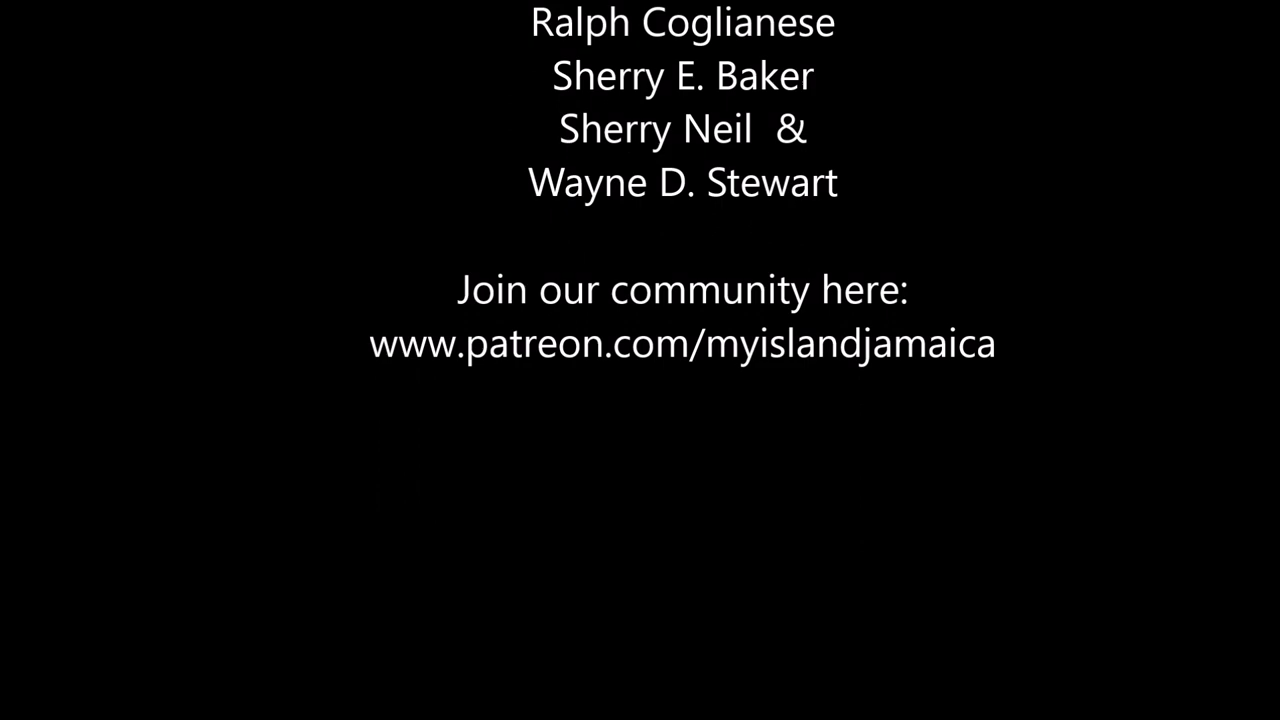 Ralph Coglianese
Sherry E. Baker
Sherry Neil  &
Wayne D. Stewart
Join our community here:
www.patreon.com/myislandjamaica